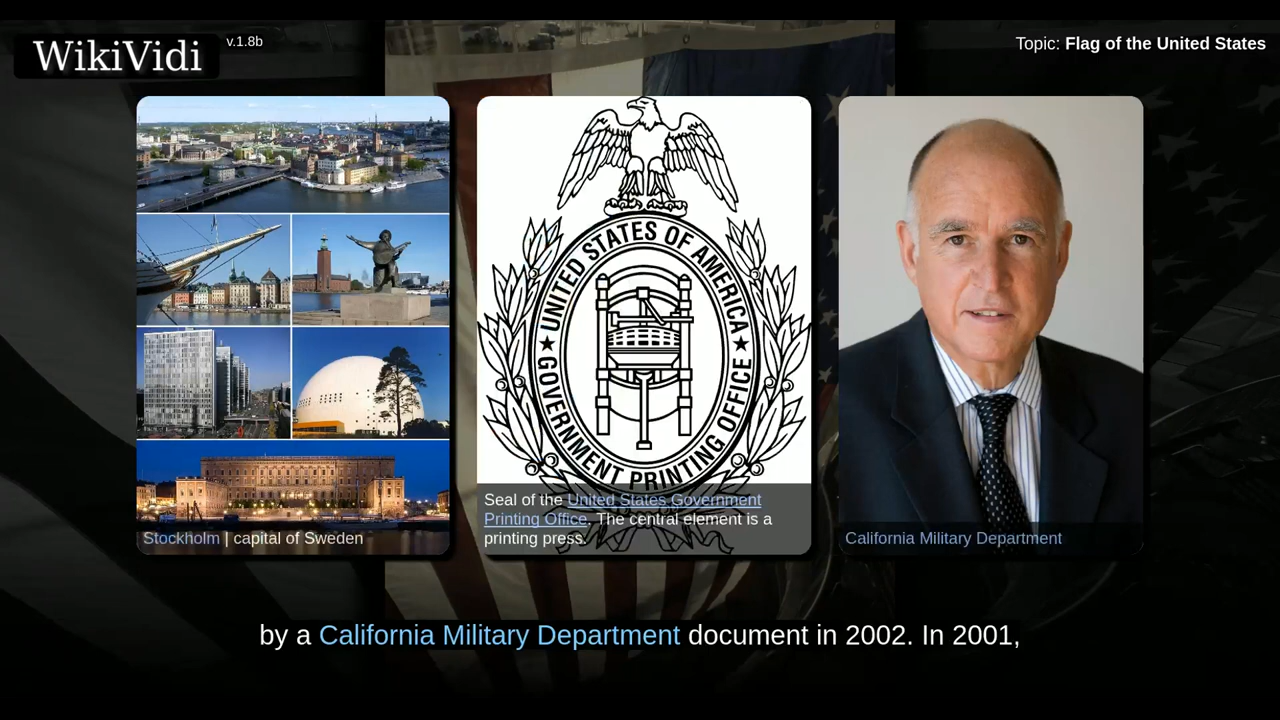 WikiVidi
v.1.8b
Topic: Flag of the United States
UNITED STATES OF AMERICA
★ GOVERNMENT PRINTING OFFICE ★
Stockholm | capital of Sweden
Seal of the United States Government
Printing Office. The central element is a
printing press.
California Military Department
by a California Military Department document in 2002. In 2001,